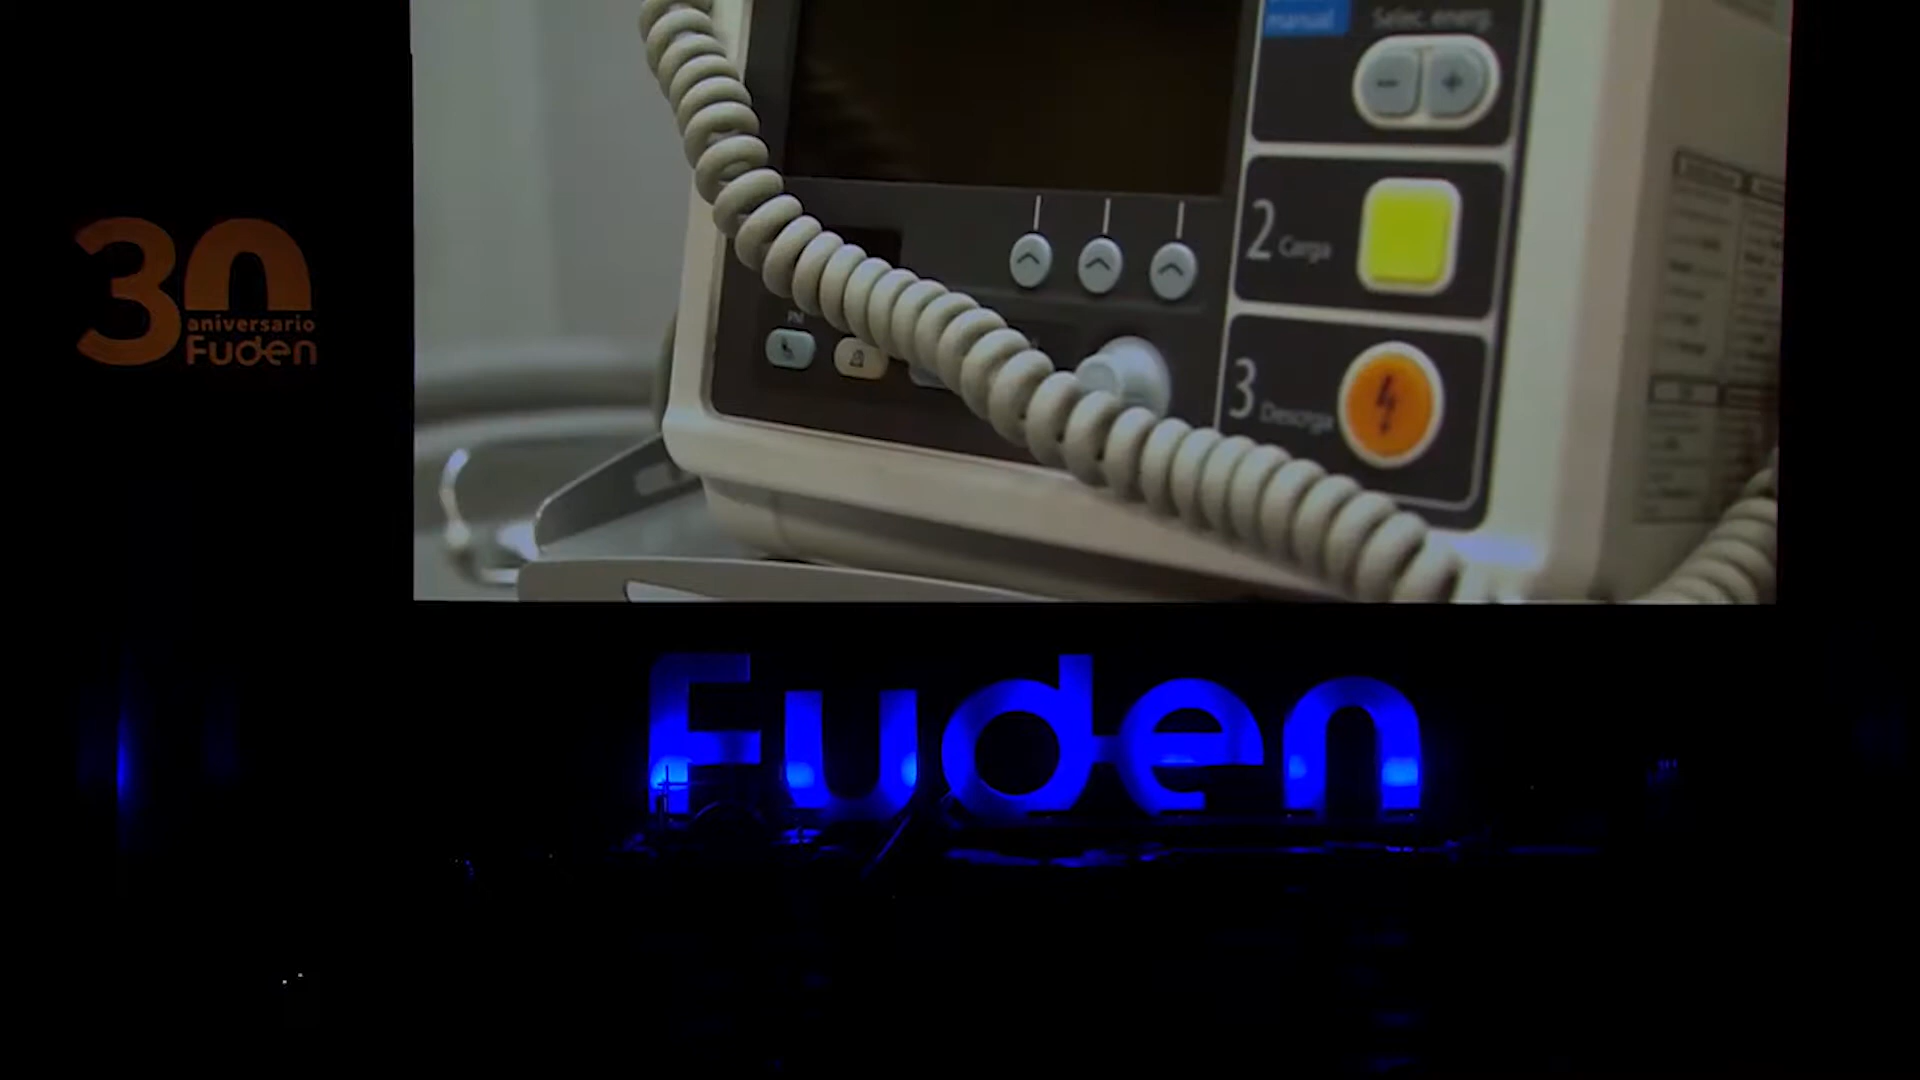 manual
Selec. energ.
2 Carga
3 Descarga
30
aniversario
Fuden
Fuden